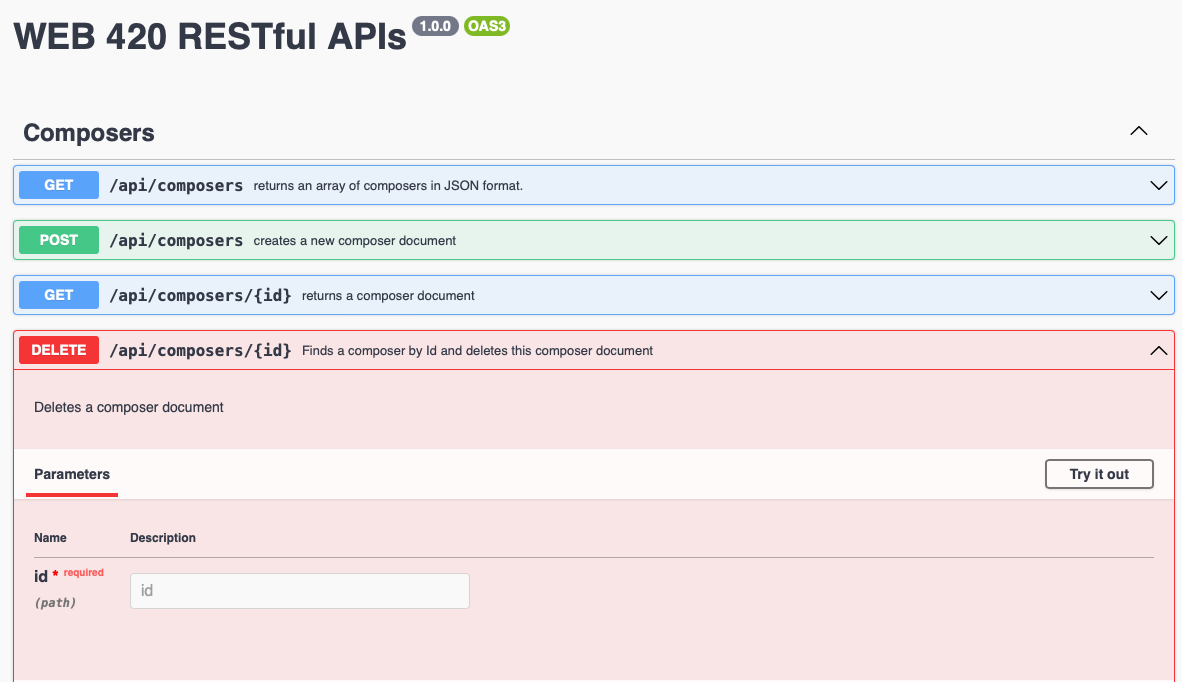 WEB 420 RESTful APIs 1.0.0 OAS3
Composers
GET /api/composers returns an array of composers in JSON format.
POST /api/composers creates a new composer document
GET /api/composers/{id} returns a composer document
DELETE /api/composers/{id} Finds a composer by Id and deletes this composer document
Deletes a composer document
Parameters Try it out
Name Description
id * required id
(path)